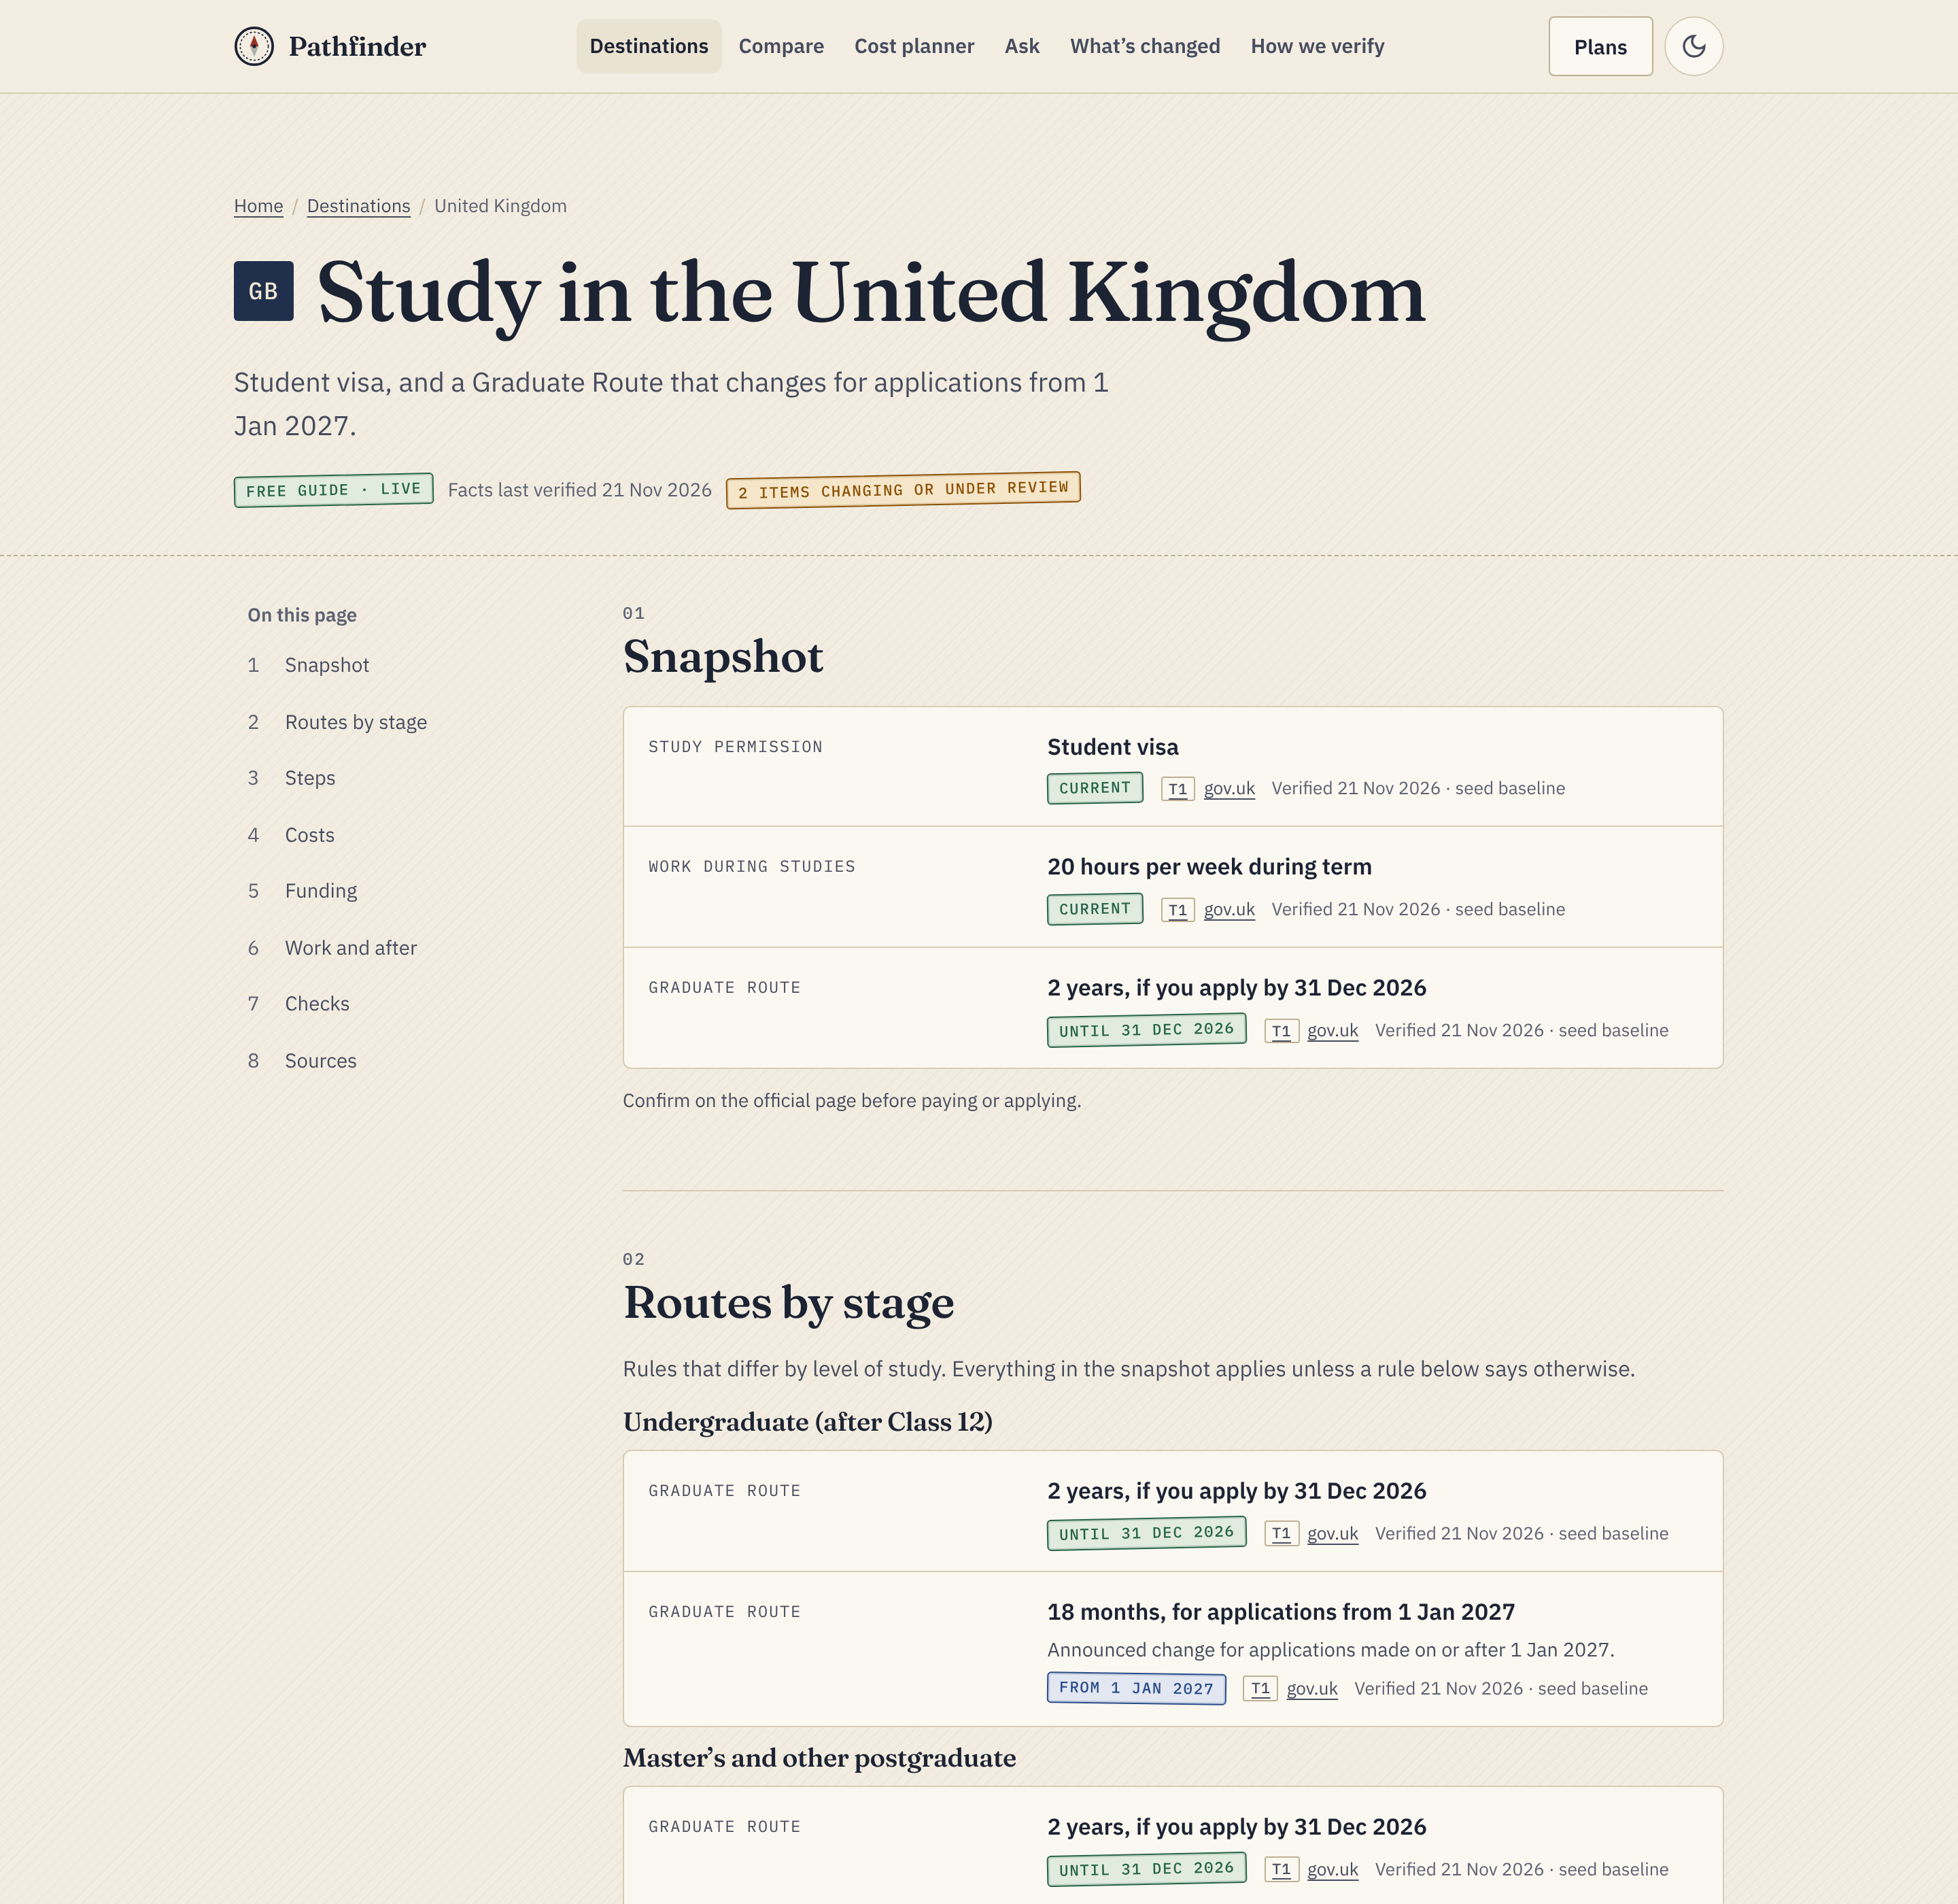 Pathfinder
Destinations
Compare
Cost planner
Ask
What’s changed
How we verify
Plans
Home / Destinations / United Kingdom
GB
Study in the United Kingdom
Student visa, and a Graduate Route that changes for applications from 1
Jan 2027.
FREE GUIDE · LIVE
Facts last verified 21 Nov 2026
2 ITEMS CHANGING OR UNDER REVIEW
On this page
1 Snapshot
2 Routes by stage
3 Steps
4 Costs
5 Funding
6 Work and after
7 Checks
8 Sources
01
Snapshot
STUDY PERMISSION
Student visa
CURRENT T1 gov.uk Verified 21 Nov 2026 · seed baseline
WORK DURING STUDIES
20 hours per week during term
CURRENT T1 gov.uk Verified 21 Nov 2026 · seed baseline
GRADUATE ROUTE
2 years, if you apply by 31 Dec 2026
UNTIL 31 DEC 2026 T1 gov.uk Verified 21 Nov 2026 · seed baseline
Confirm on the official page before paying or applying.
02
Routes by stage
Rules that differ by level of study. Everything in the snapshot applies unless a rule below says otherwise.
Undergraduate (after Class 12)
GRADUATE ROUTE
2 years, if you apply by 31 Dec 2026
UNTIL 31 DEC 2026 T1 gov.uk Verified 21 Nov 2026 · seed baseline
GRADUATE ROUTE
18 months, for applications from 1 Jan 2027
Announced change for applications made on or after 1 Jan 2027.
FROM 1 JAN 2027 T1 gov.uk Verified 21 Nov 2026 · seed baseline
Master’s and other postgraduate
GRADUATE ROUTE
2 years, if you apply by 31 Dec 2026
UNTIL 31 DEC 2026 T1 gov.uk Verified 21 Nov 2026 · seed baseline